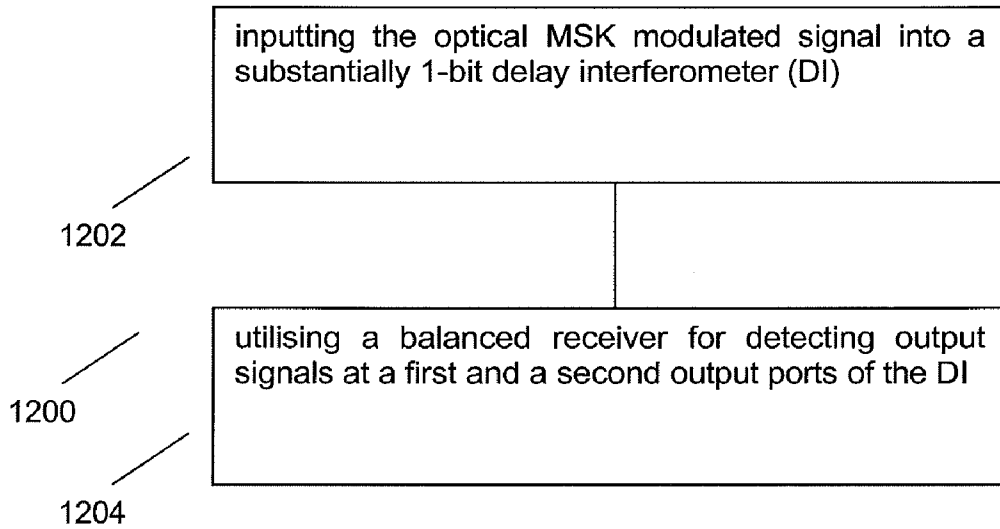 inputting the optical MSK modulated signal into a
substantially 1-bit delay interferometer (DI)
1202
utilising a balanced receiver for detecting output
signals at a first and a second output ports of the DI
1200
1204